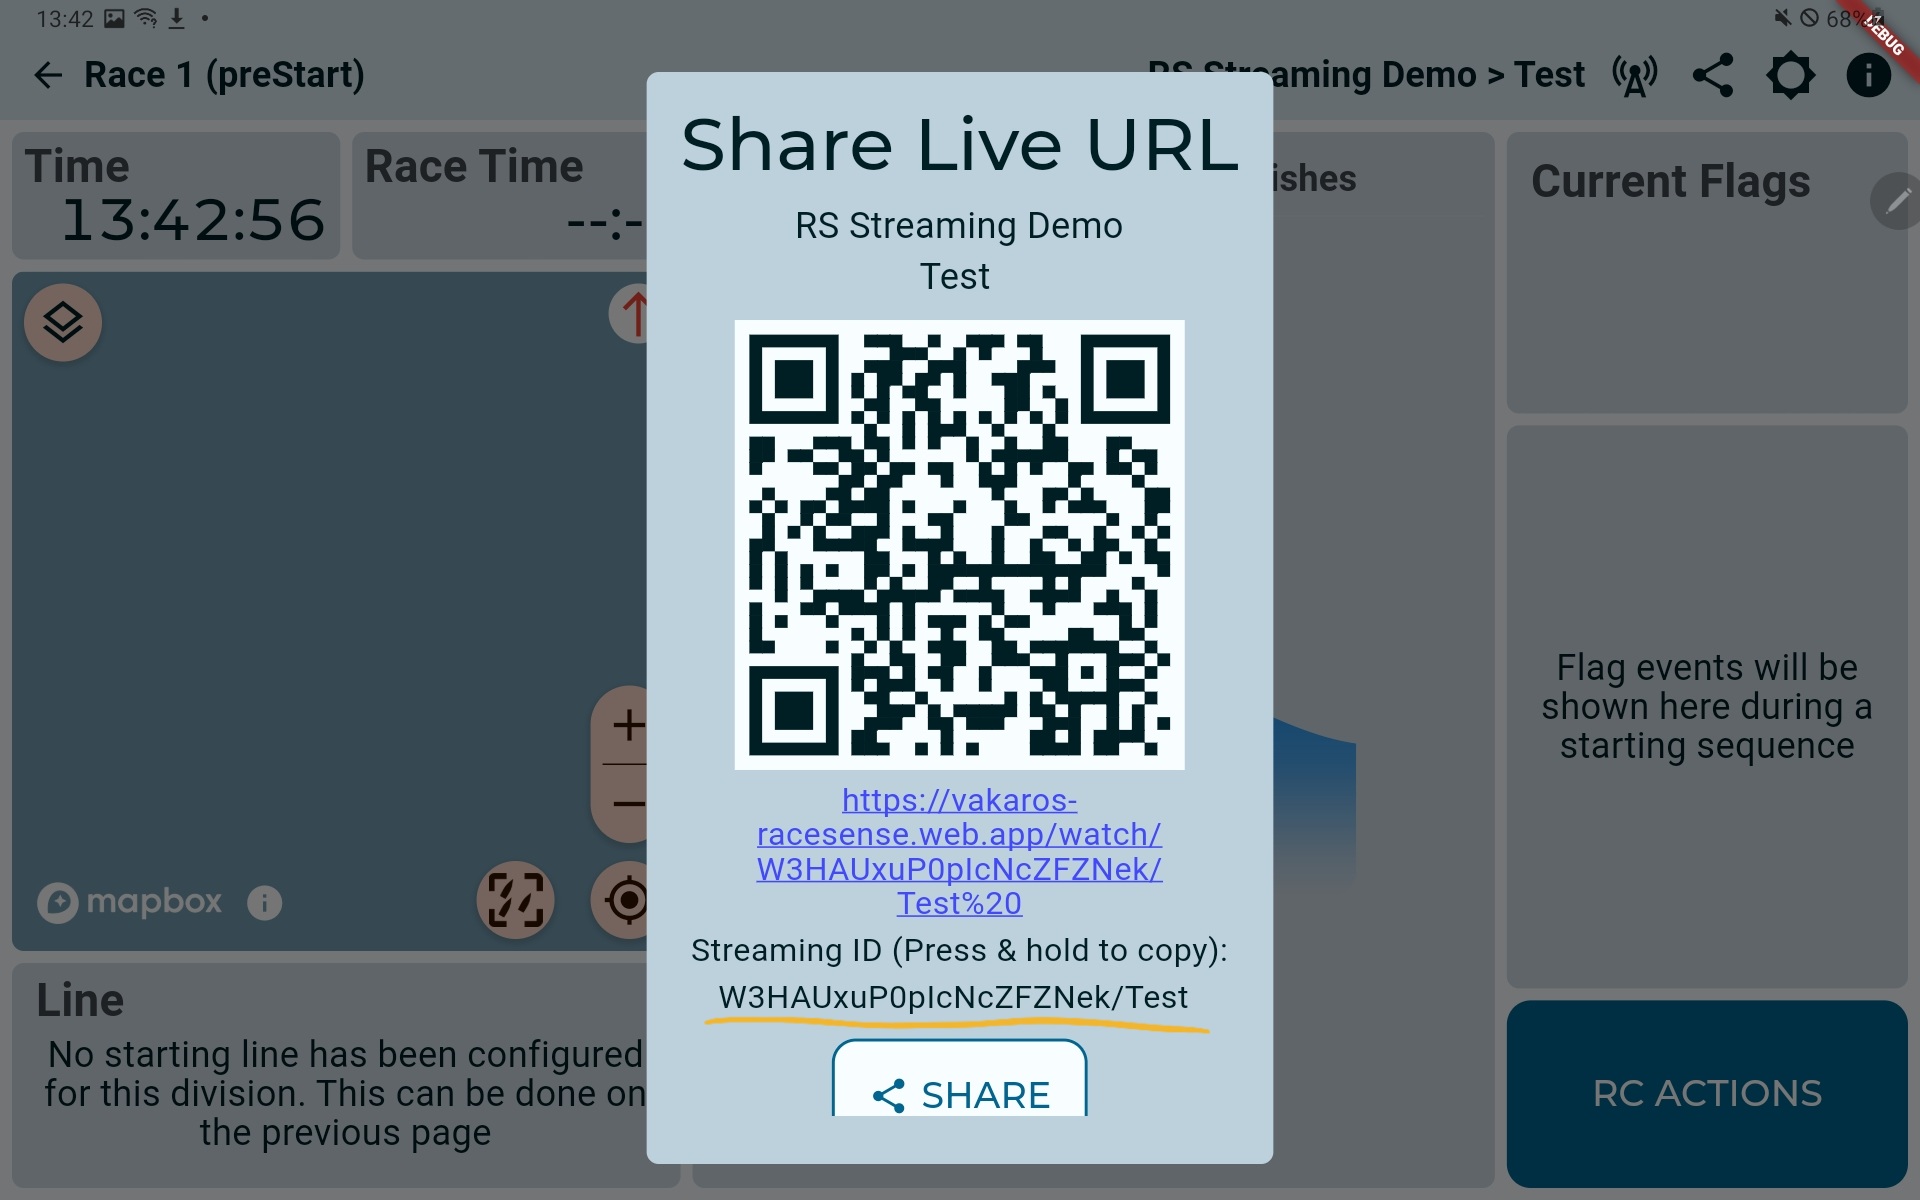 13:42
68%
DEBUG
Race 1 (preStart)
RS Streaming Demo > Test
Time
13:42:56
Race Time
--:-
ishes
Current Flags
Share Live URL
RS Streaming Demo
Test
https://vakaros-
racesense.web.app/watch/
W3HAUxuP0pIcNcZFZNek/
Test%20
Streaming ID (Press & hold to copy):
W3HAUxuP0pIcNcZFZNek/Test
SHARE
mapbox
Line
No starting line has been configured
for this division. This can be done on
the previous page
Flag events will be
shown here during a
starting sequence
RC ACTIONS